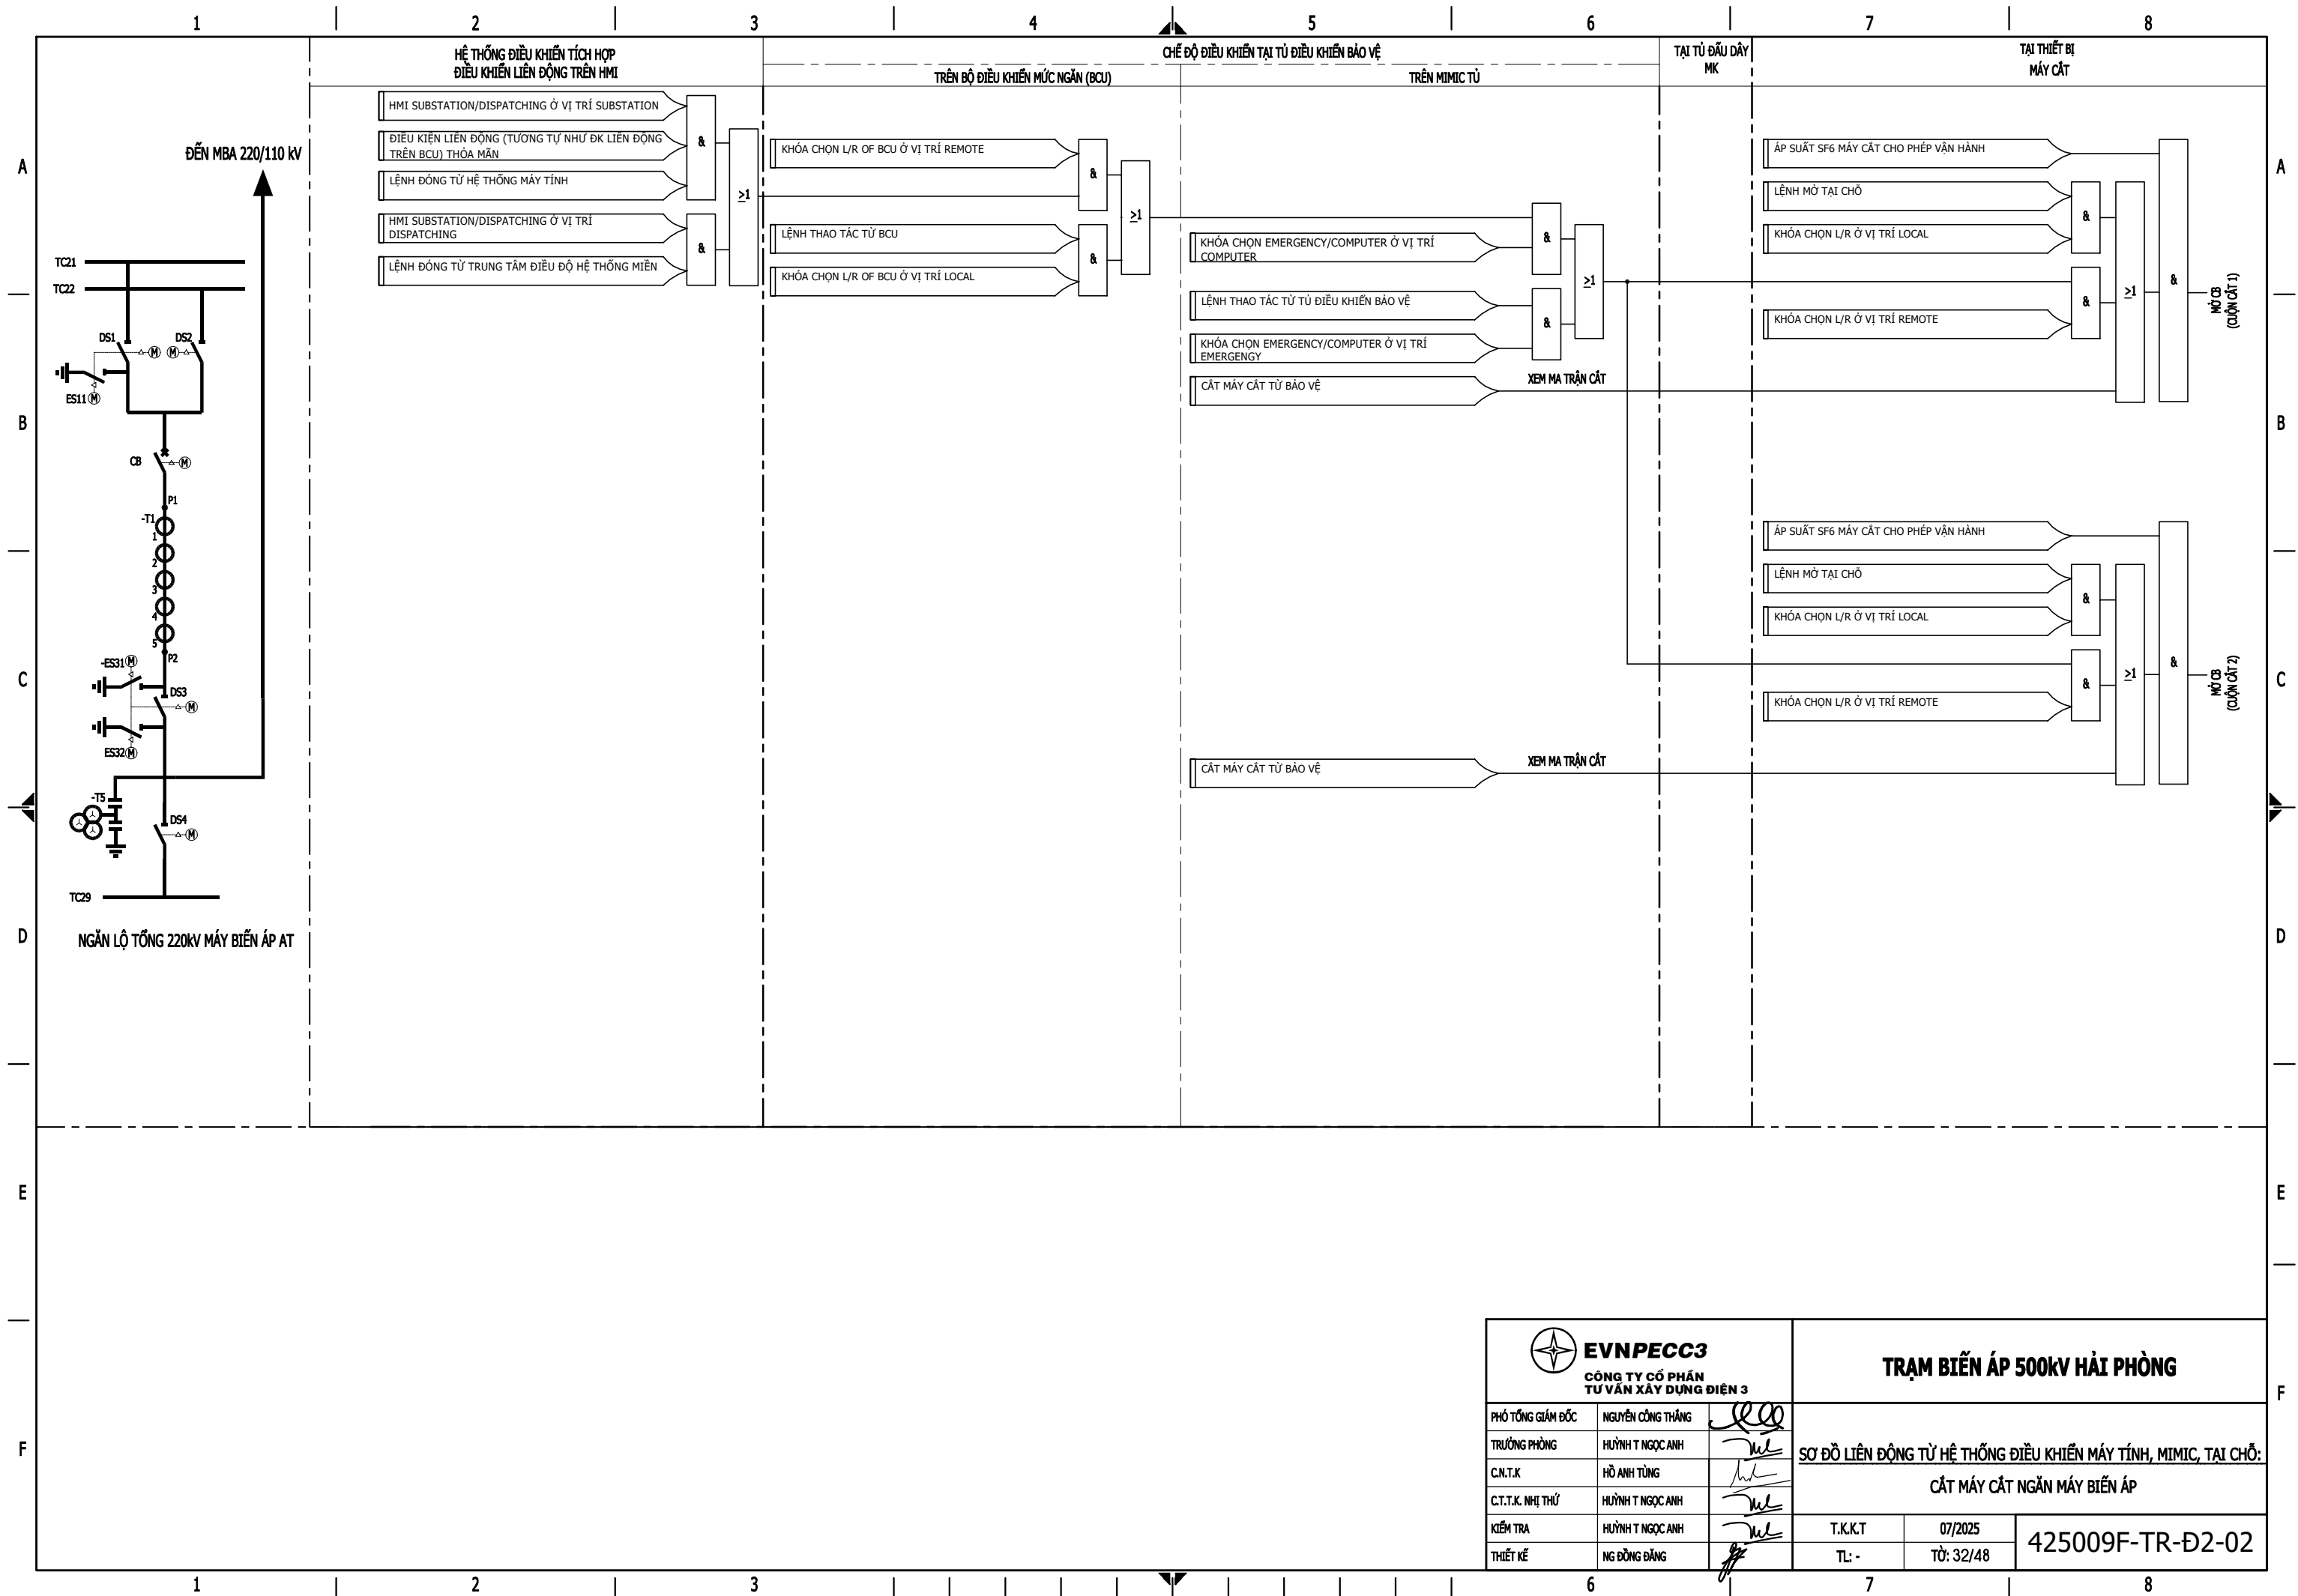 1 2 3 4 5 6 7 8
HỆ THỐNG ĐIỀU KHIỂN TÍCH HỢP
ĐIỀU KHIỂN LIÊN ĐỘNG TRÊN HMI
CHẾ ĐỘ ĐIỀU KHIỂN TẠI TỦ ĐIỀU KHIỂN BẢO VỆ
TRÊN BỘ ĐIỀU KHIỂN MỨC NGĂN (BCU)
TRÊN MIMIC TỦ
TẠI TỦ ĐẤU DÂY
MK
TẠI THIẾT BỊ
MÁY CẮT
A
B
C
D
E
F
F
ĐẾN MBA 220/110 kV
TC21
TC22
DS1
M
M
DS2
ES11
M
CB
M
P1
-T1
1
2
3
4
5
P2
-ES31
M
DS3
M
ES32
M
-T5
DS4
M
TC29
NGĂN LỘ TỔNG 220kV MÁY BIẾN ÁP AT
HMI SUBSTATION/DISPATCHING Ở VỊ TRÍ SUBSTATION
ĐIỀU KIỆN LIÊN ĐỘNG (TƯƠNG TỰ NHƯ ĐK LIÊN ĐỘNG
TRÊN BCU) THỎA MÃN
LỆNH ĐÓNG TỪ HỆ THỐNG MÁY TÍNH
&
HMI SUBSTATION/DISPATCHING Ở VỊ TRÍ
DISPATCHING
LỆNH ĐÓNG TỪ TRUNG TÂM ĐIỀU ĐỘ HỆ THỐNG MIỀN
&
≥1
KHÓA CHỌN L/R OF BCU Ở VỊ TRÍ REMOTE
&
LỆNH THAO TÁC TỪ BCU
KHÓA CHỌN L/R OF BCU Ở VỊ TRÍ LOCAL
&
≥1
KHÓA CHỌN EMERGENCY/COMPUTER Ở VỊ TRÍ
COMPUTER
&
LỆNH THAO TÁC TỪ TỦ ĐIỀU KHIỂN BẢO VỆ
KHÓA CHỌN EMERGENCY/COMPUTER Ở VỊ TRÍ
EMERGENGY
&
≥1
CẮT MÁY CẮT TỪ BẢO VỆ
XEM MA TRẬN CẮT
ÁP SUẤT SF6 MÁY CẮT CHO PHÉP VẬN HÀNH
LỆNH MỞ TẠI CHỖ
KHÓA CHỌN L/R Ở VỊ TRÍ LOCAL
&
KHÓA CHỌN L/R Ở VỊ TRÍ REMOTE
&
≥1
&
MỞ CB
(CUỘN CẮT 1)
ÁP SUẤT SF6 MÁY CẮT CHO PHÉP VẬN HÀNH
LỆNH MỞ TẠI CHỖ
KHÓA CHỌN L/R Ở VỊ TRÍ LOCAL
&
KHÓA CHỌN L/R Ở VỊ TRÍ REMOTE
&
≥1
&
MỞ CB
(CUỘN CẮT 2)
CẮT MÁY CẮT TỪ BẢO VỆ
XEM MA TRẬN CẮT
A
B
C
D
E
F
EVNPECC3
CÔNG TY CỔ PHẦN
TƯ VẤN XÂY DỰNG ĐIỆN 3
TRẠM BIẾN ÁP 500kV HẢI PHÒNG
PHÓ TỔNG GIÁM ĐỐC NGUYỄN CÔNG THẮNG
TRƯỞNG PHÒNG HUỲNH T NGỌC ANH
C.N.T.K HỒ ANH TÙNG
C.T.T.K. NHỊ THỨ HUỲNH T NGỌC ANH
KIỂM TRA HUỲNH T NGỌC ANH
THIẾT KẾ NG ĐỒNG ĐĂNG
SƠ ĐỒ LIÊN ĐỘNG TỪ HỆ THỐNG ĐIỀU KHIỂN MÁY TÍNH, MIMIC, TẠI CHỖ:
CẮT MÁY CẮT NGĂN MÁY BIẾN ÁP
T.K.K.T 07/2025
TL: - TỜ: 32/48
425009F-TR-Đ2-02
1 2 3 6 7 8